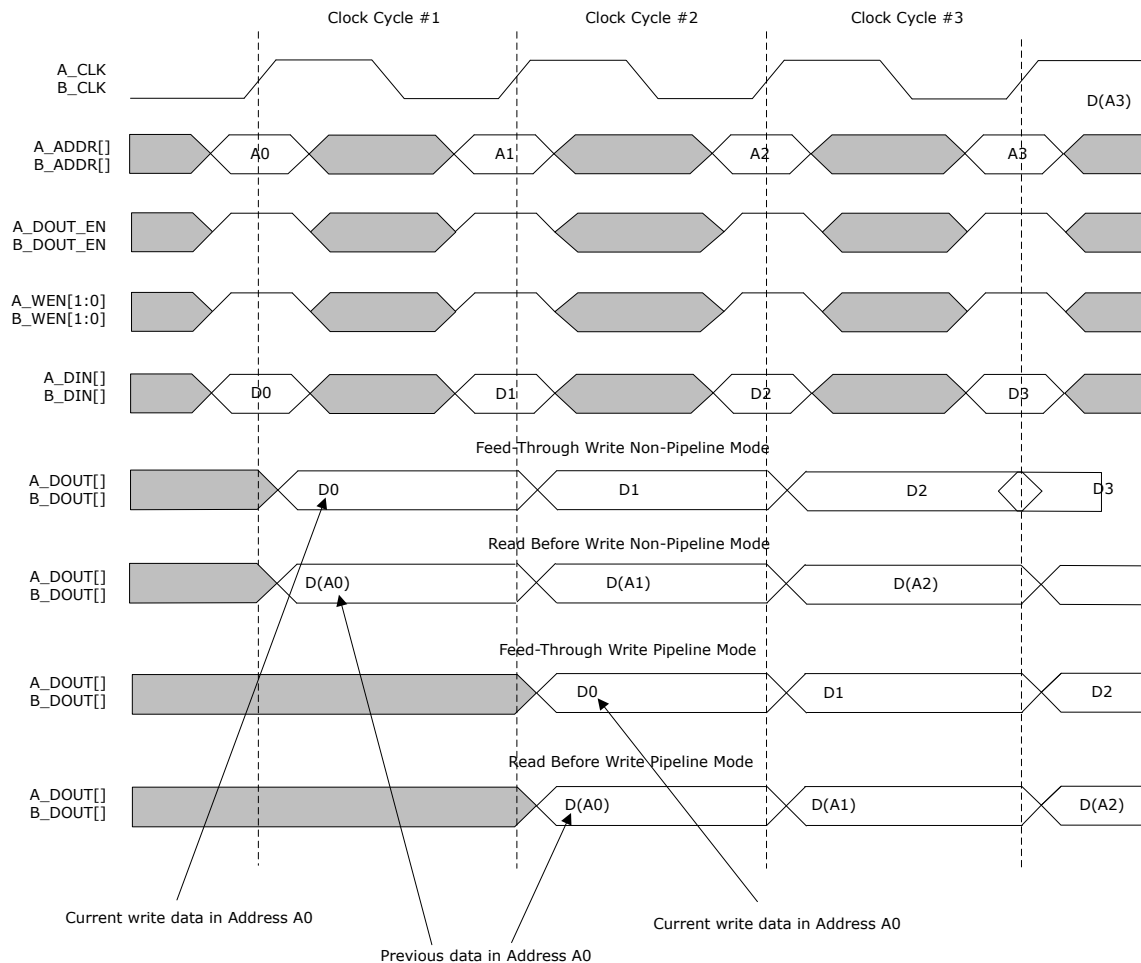 Clock Cycle #1 Clock Cycle #2 Clock Cycle #3
A_CLK
B_CLK
D(A3)
A_ADDR[]
B_ADDR[]
A0 A1 A2 A3
A_DOUT_EN
B_DOUT_EN
A_WEN[1:0]
B_WEN[1:0]
A_DIN[]
B_DIN[]
D0 D1 D2 D3
Feed-Through Write Non-Pipeline Mode
A_DOUT[]
B_DOUT[]
D0 D1 D2 D3
Read Before Write Non-Pipeline Mode
A_DOUT[]
B_DOUT[]
D(A0) D(A1) D(A2)
Feed-Through Write Pipeline Mode
A_DOUT[]
B_DOUT[]
D0 D1 D2
Read Before Write Pipeline Mode
A_DOUT[]
B_DOUT[]
D(A0) D(A1) D(A2)
Current write data in Address A0
Current write data in Address A0
Previous data in Address A0